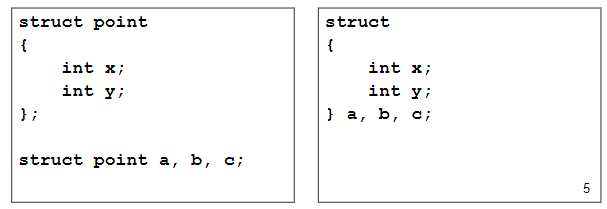 struct point
{
    int x;
    int y;
};
struct point a, b, c;
struct
{
    int x;
    int y;
} a, b, c;
5